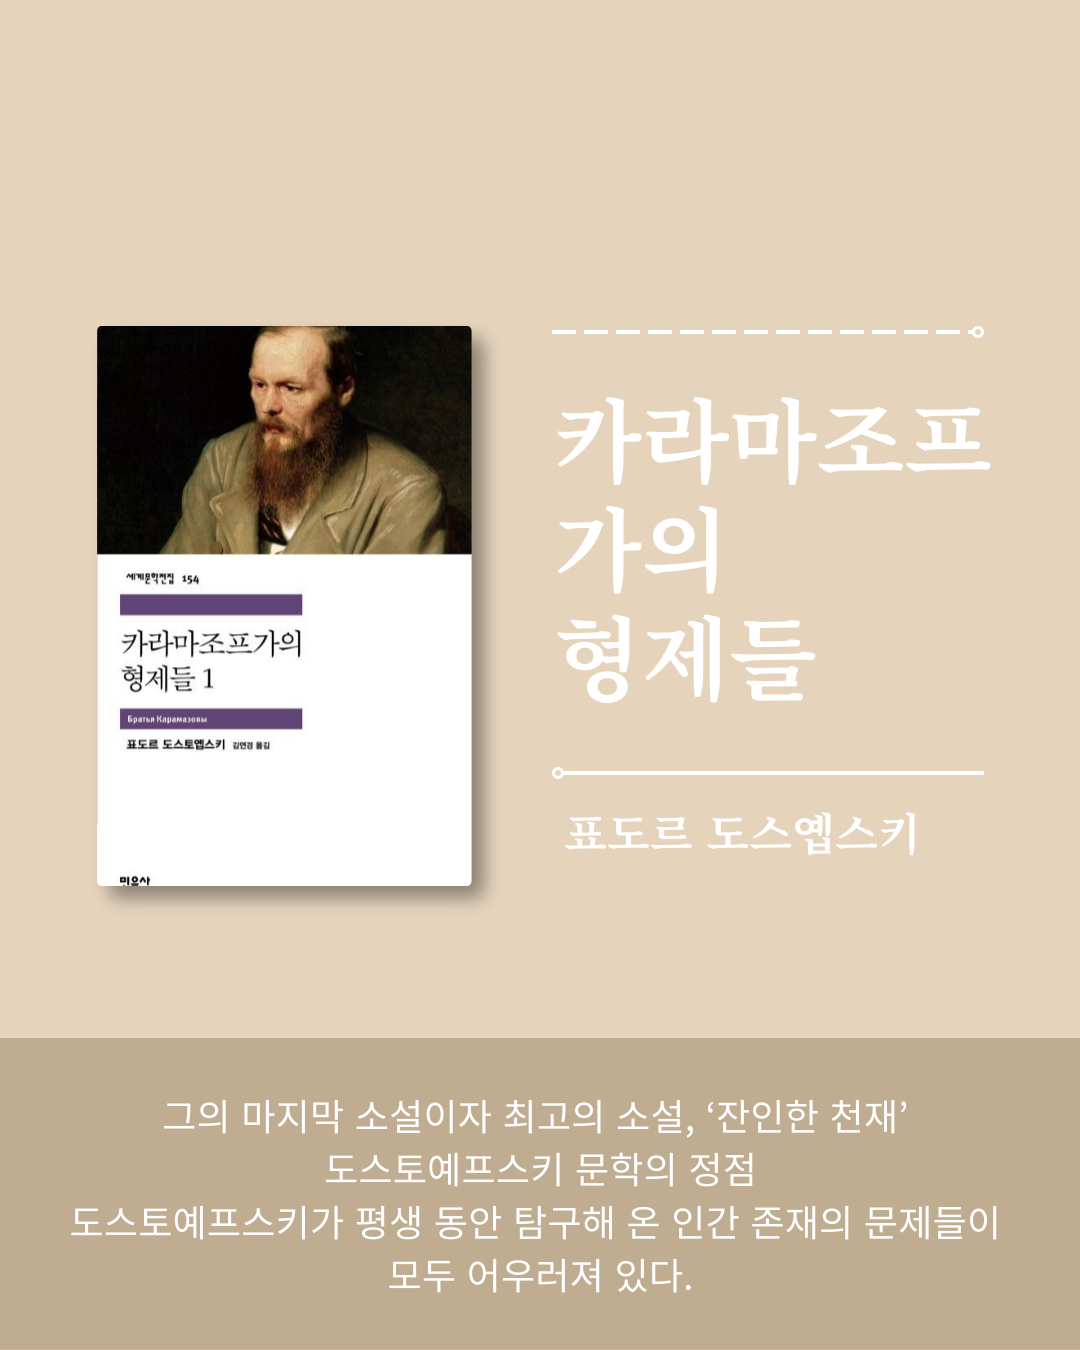 세계문학전집 154
카라마조프가의
형제들 1
Братья Карамазовы
표도르 도스토옙스키 김연경 옮김
민음사
카라마조프
가의
형제들
표도르 도스옙스키
그의 마지막 소설이자 최고의 소설, ‘잔인한 천재’
도스토예프스키 문학의 정점
도스토예프스키가 평생 동안 탐구해 온 인간 존재의 문제들이
모두 어우러져 있다.